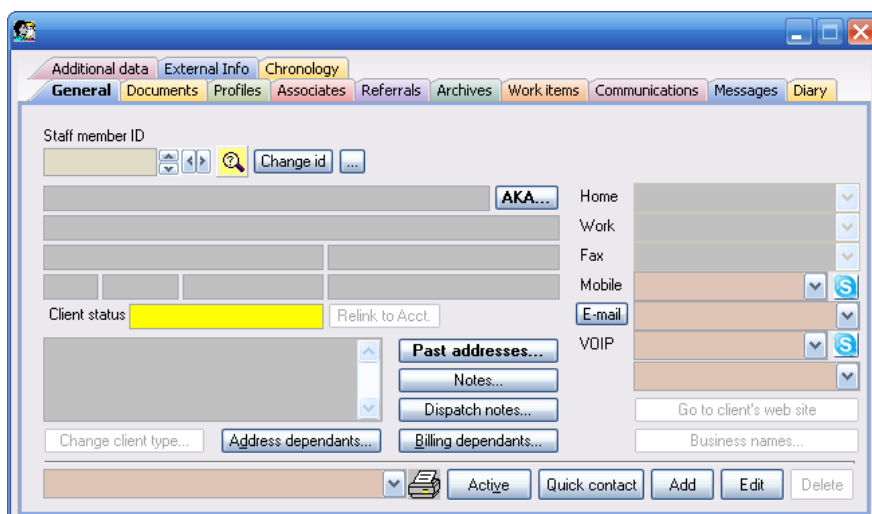 Additional data External Info Chronology
General Documents Profiles Associates Referrals Archives Work items Communications Messages Diary
Staff member ID
Change id ...
AKA... Home
Work
Fax
Mobile
Client status Relink to Acct. E-mail
Past addresses... VOIP
Notes...
Dispatch notes... Go to client's web site
Change client type... Address dependants... Billing dependants... Business names...
Active Quick contact Add Edit Delete